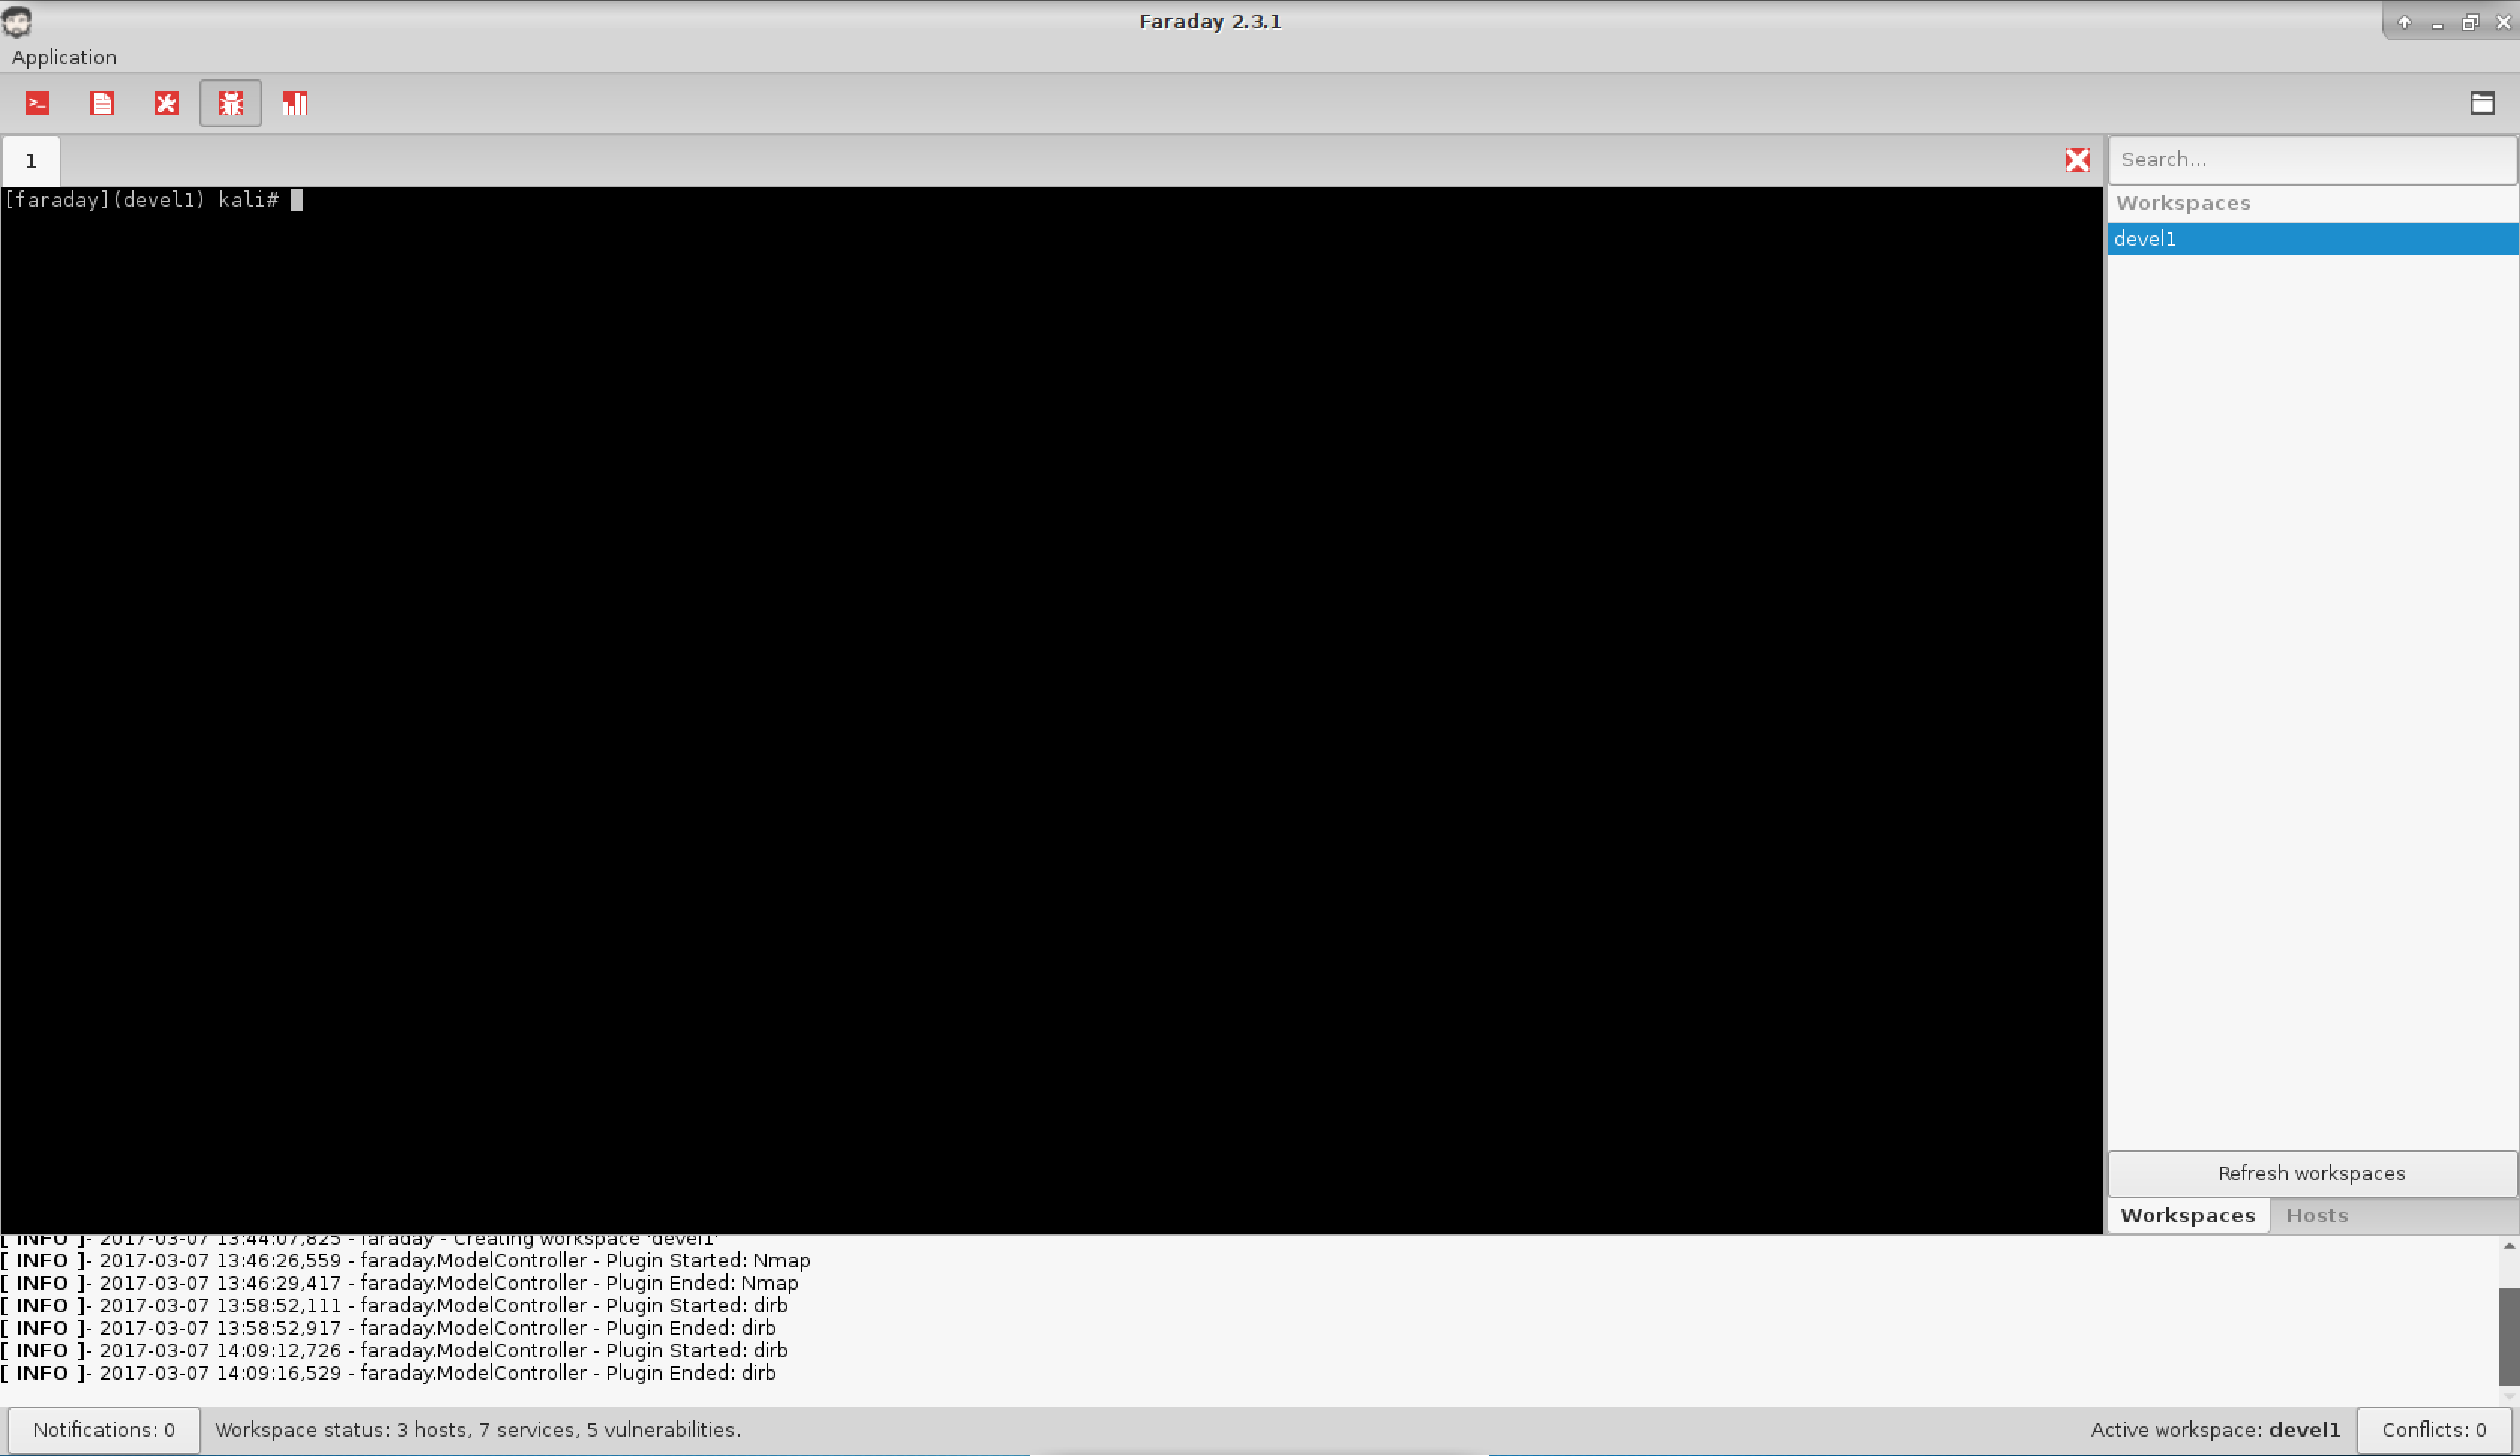 Faraday 2.3.1
Application
1
Search...
[faraday](devel1) kali#
Workspaces
devel1
Refresh workspaces
Workspaces Hosts
[ INFO ]- 2017-03-07 13:44:07,825 - faraday - Creating workspace 'devel1'
[ INFO ]- 2017-03-07 13:46:26,559 - faraday.ModelController - Plugin Started: Nmap
[ INFO ]- 2017-03-07 13:46:29,417 - faraday.ModelController - Plugin Ended: Nmap
[ INFO ]- 2017-03-07 13:58:52,111 - faraday.ModelController - Plugin Started: dirb
[ INFO ]- 2017-03-07 13:58:52,917 - faraday.ModelController - Plugin Ended: dirb
[ INFO ]- 2017-03-07 14:09:12,726 - faraday.ModelController - Plugin Started: dirb
[ INFO ]- 2017-03-07 14:09:16,529 - faraday.ModelController - Plugin Ended: dirb
Notifications: 0 Workspace status: 3 hosts, 7 services, 5 vulnerabilities. Active workspace: devel1 Conflicts: 0